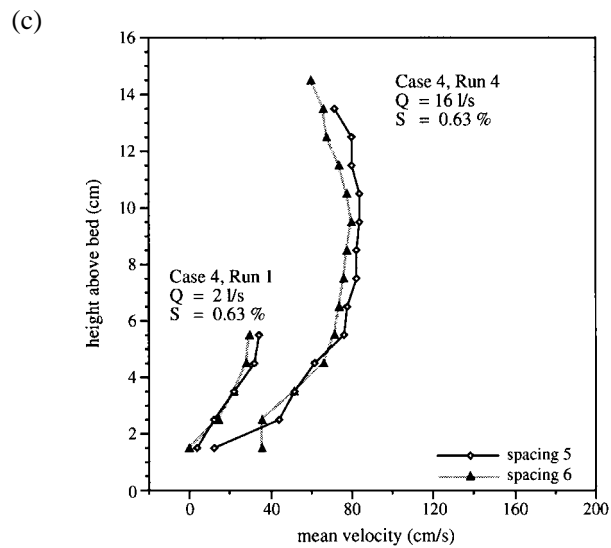 (c)
16
14
12
10
8
6
4
2
0
height above bed (cm)
Case 4, Run 4
Q = 16 l/s
S = 0.63 %
Case 4, Run 1
Q = 2 l/s
S = 0.63 %
spacing 5
spacing 6
0 40 80 120 160 200
mean velocity (cm/s)